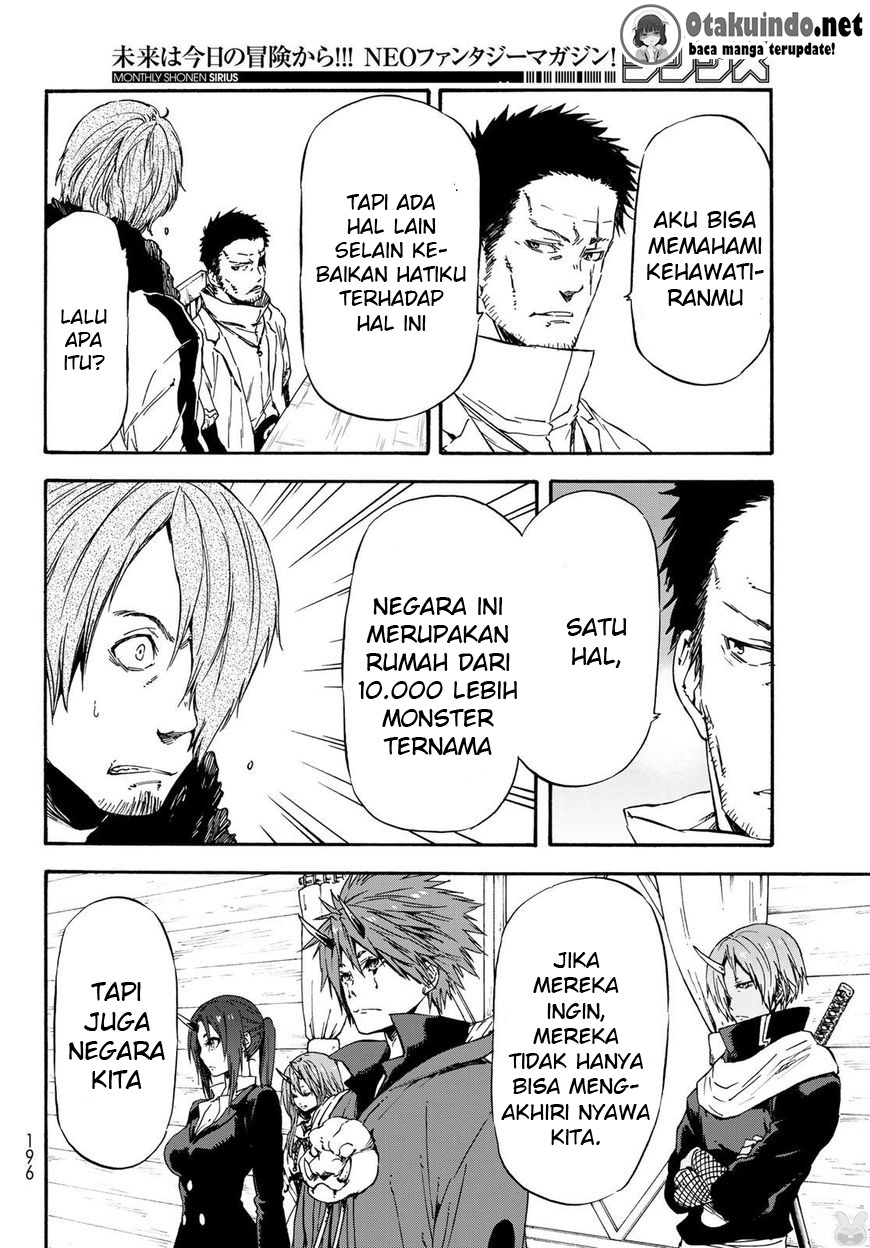 Otakuindo.net
baca manga terupdate!
未来は今日の冒険から!!! NEOファンタジーマガジン!
シリウス
MONTHLY SHONEN SIRIUS
AKU BISA
MEMAHAMI
KEHAWATI-
RANMU
TAPI ADA
HAL LAIN
SELAIN KE-
BAIKAN HATIKU
TERHADAP
HAL INI
LALU
APA
ITU?
SATU
HAL,
NEGARA INI
MERUPAKAN
RUMAH DARI
10.000 LEBIH
MONSTER
TERNAMA
JIKA
MEREKA
INGIN,
MEREKA
TIDAK HANYA
BISA MENG-
AKHIRI NYAWA
KITA.
TAPI
JUGA
NEGARA
KITA
196